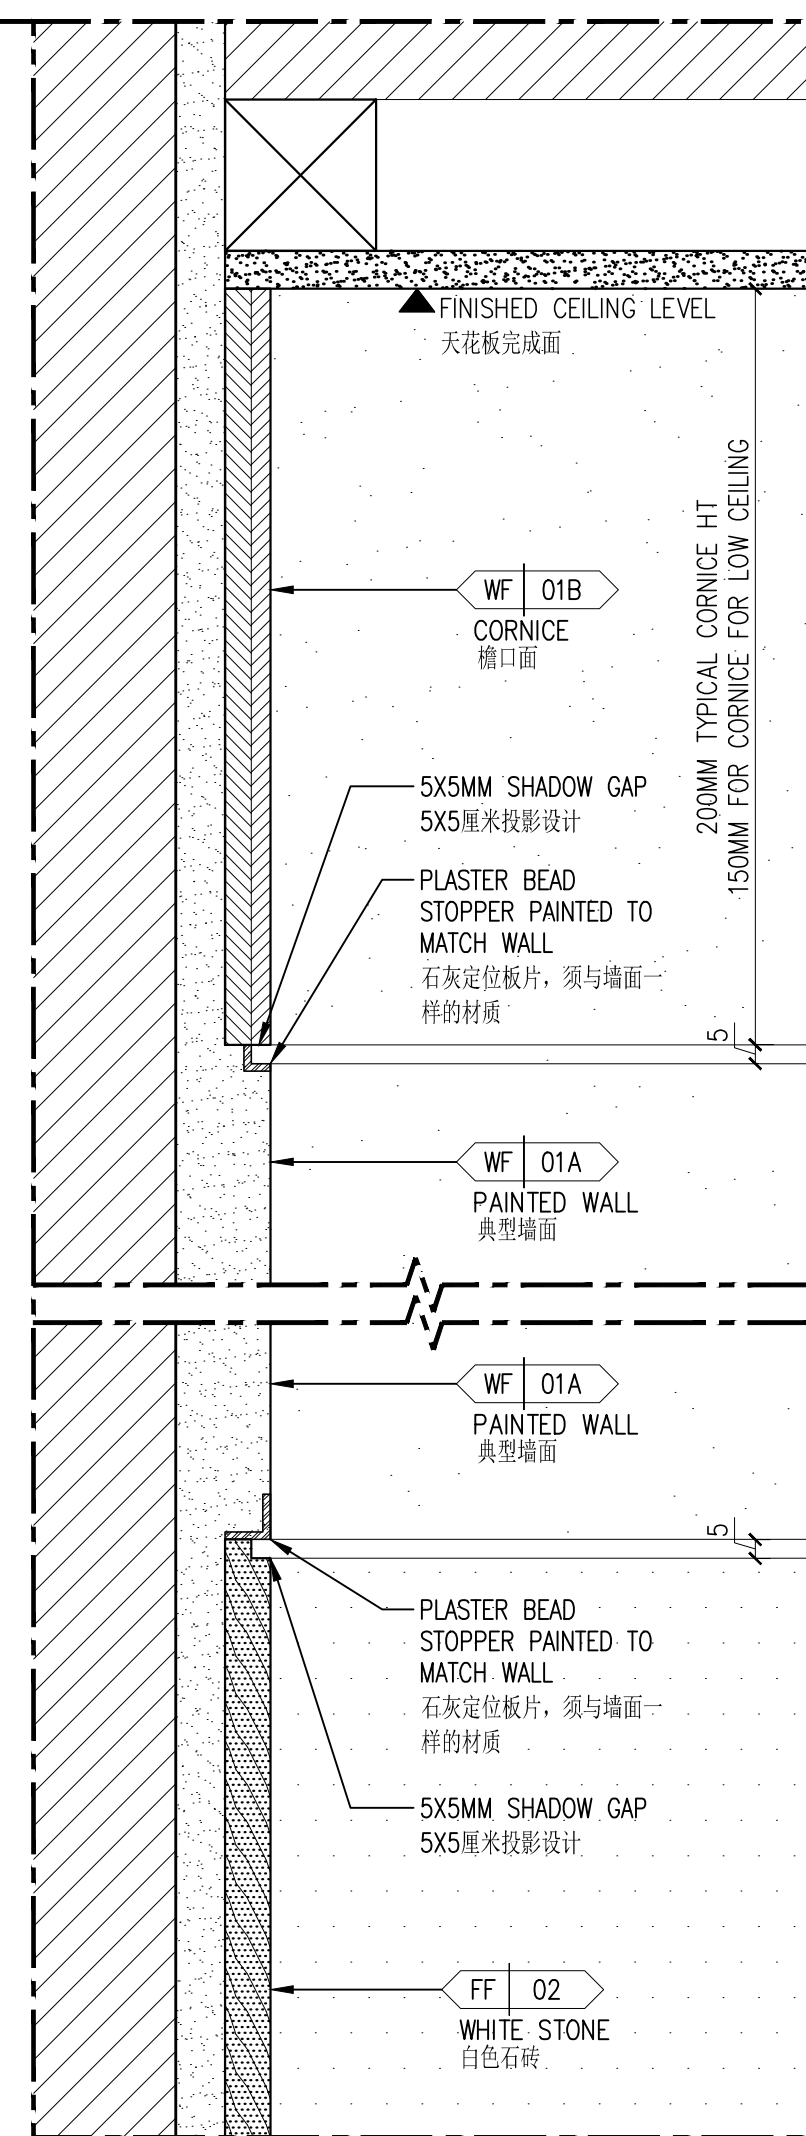 FINISHED CEILING LEVEL
天花板完成面
200MM TYPICAL CORNICE HT
150MM FOR CORNICE FOR LOW CEILING
WF 01B
CORNICE
檐口面
5X5MM SHADOW GAP
5X5厘米投影设计
PLASTER BEAD
STOPPER PAINTED TO
MATCH WALL
石灰定位板片，须与墙面一
样的材质
5
WF 01A
PAINTED WALL
典型墙面
WF 01A
PAINTED WALL
典型墙面
5
PLASTER BEAD
STOPPER PAINTED TO
MATCH WALL
石灰定位板片，须与墙面一
样的材质
5X5MM SHADOW GAP
5X5厘米投影设计
FF 02
WHITE STONE
白色石砖